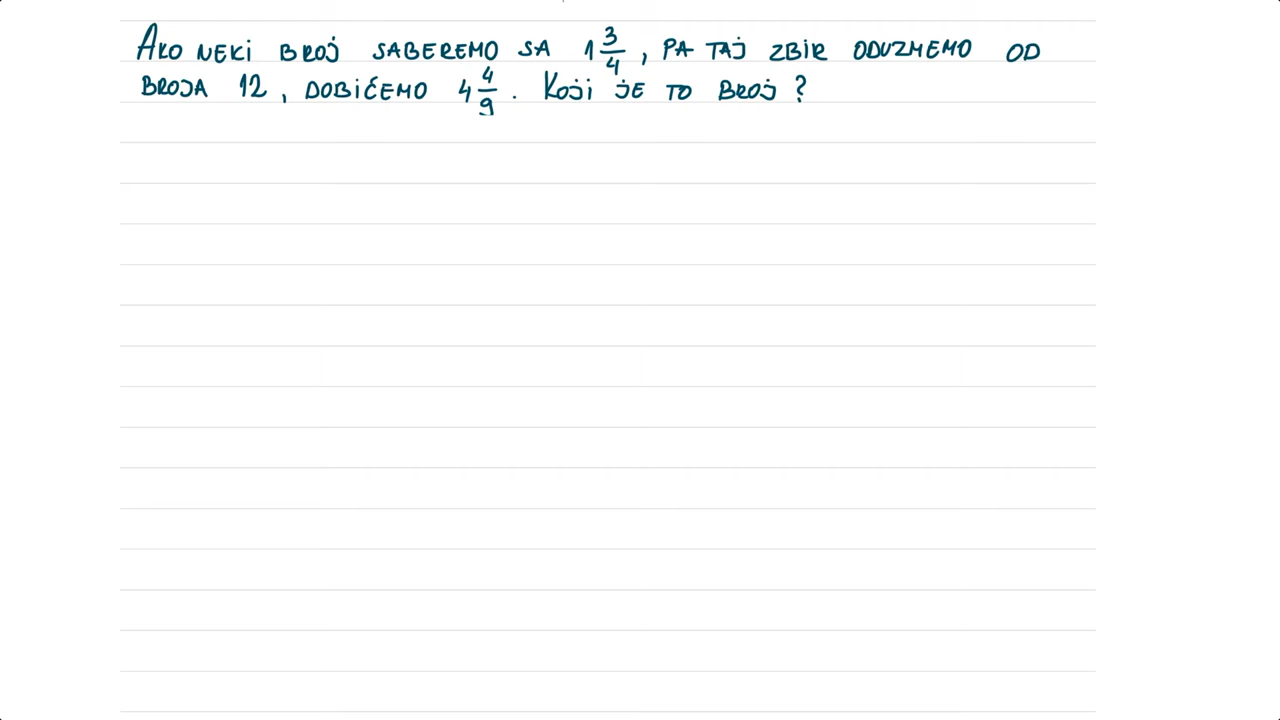 Ako neki broj saberemo sa 1 3/4, pa taj zbir oduzmemo od
broja 12, dobićemo 4 4/9. Koji je to broj?